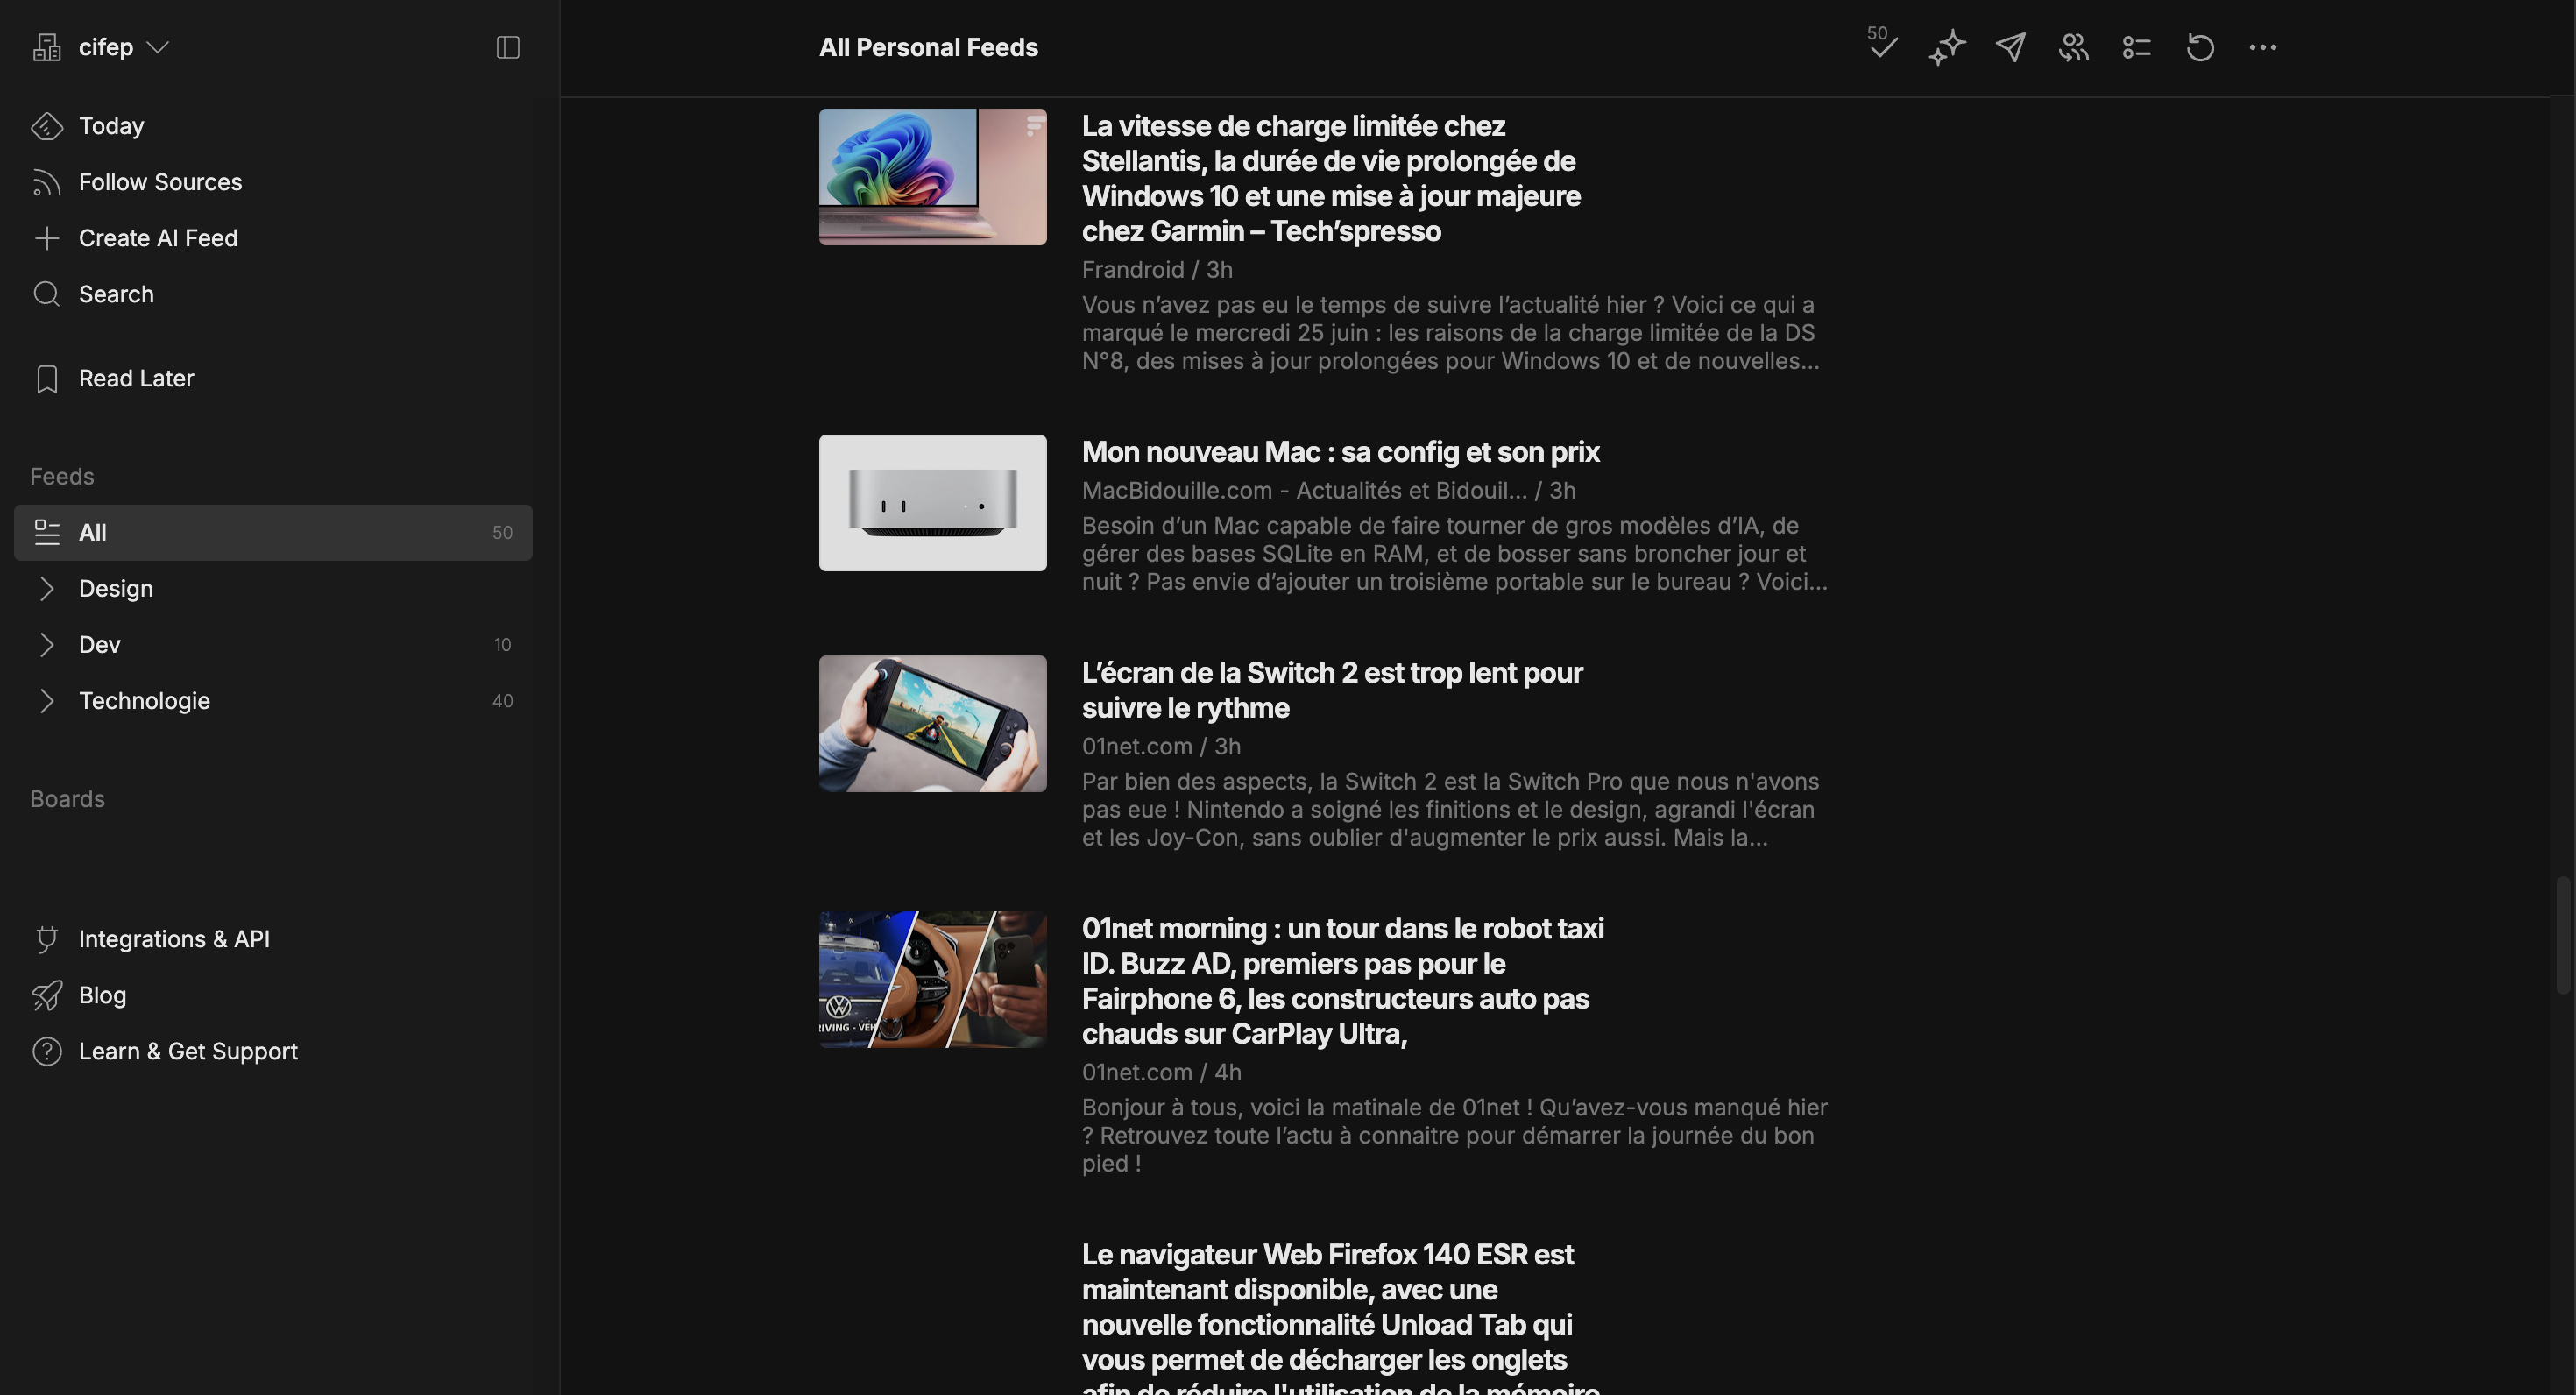 cifep
Today
Follow Sources
Create AI Feed
Search
Read Later
Feeds
All 50
Design
Dev 10
Technologie 40
Boards
Integrations & API
Blog
Learn & Get Support
All Personal Feeds
50
La vitesse de charge limitée chez
Stellantis, la durée de vie prolongée de
Windows 10 et une mise à jour majeure
chez Garmin – Tech’spresso
Frandroid / 3h
Vous n’avez pas eu le temps de suivre l’actualité hier ? Voici ce qui a
marqué le mercredi 25 juin : les raisons de la charge limitée de la DS
N°8, des mises à jour prolongées pour Windows 10 et de nouvelles...
Mon nouveau Mac : sa config et son prix
MacBidouille.com - Actualités et Bidouil... / 3h
Besoin d’un Mac capable de faire tourner de gros modèles d’IA, de
gérer des bases SQLite en RAM, et de bosser sans broncher jour et
nuit ? Pas envie d’ajouter un troisième portable sur le bureau ? Voici...
L’écran de la Switch 2 est trop lent pour
suivre le rythme
01net.com / 3h
Par bien des aspects, la Switch 2 est la Switch Pro que nous n'avons
pas eue ! Nintendo a soigné les finitions et le design, agrandi l'écran
et les Joy-Con, sans oublier d'augmenter le prix aussi. Mais la...
RIVING - VEH
01net morning : un tour dans le robot taxi
ID. Buzz AD, premiers pas pour le
Fairphone 6, les constructeurs auto pas
chauds sur CarPlay Ultra,
01net.com / 4h
Bonjour à tous, voici la matinale de 01net ! Qu’avez-vous manqué hier
? Retrouvez toute l’actu à connaitre pour démarrer la journée du bon
pied !
Le navigateur Web Firefox 140 ESR est
maintenant disponible, avec une
nouvelle fonctionnalité Unload Tab qui
vous permet de décharger les onglets
afin de réduire l'utilisation de la mémoire